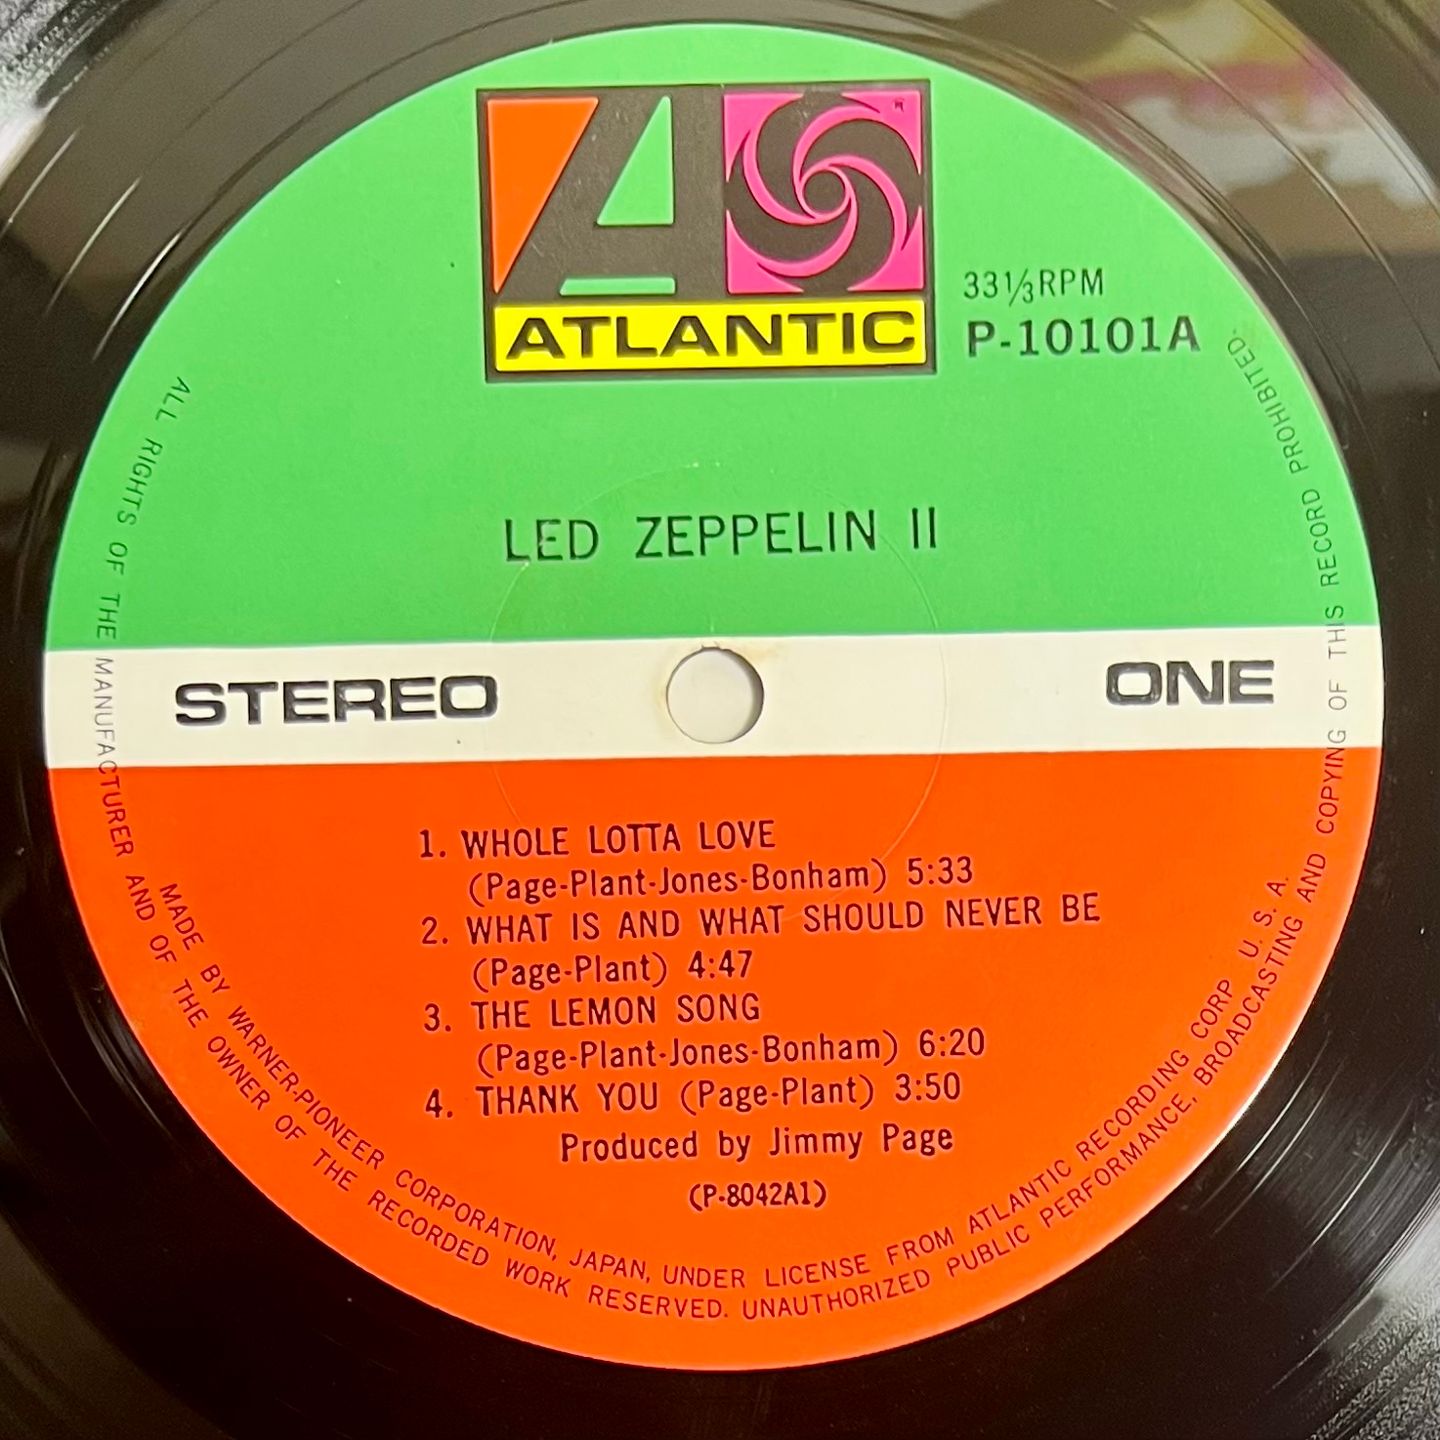 ATLANTIC
R
33⅓RPM
P-10101A
LED ZEPPELIN II
STEREO
ONE
1. WHOLE LOTTA LOVE
(Page-Plant-Jones-Bonham) 5:33
2. WHAT IS AND WHAT SHOULD NEVER BE
(Page-Plant) 4:47
3. THE LEMON SONG
(Page-Plant-Jones-Bonham) 6:20
4. THANK YOU (Page-Plant) 3:50
Produced by Jimmy Page
(P-8042A1)
MADE BY WARNER-PIONEER CORPORATION, JAPAN, UNDER LICENSE FROM ATLANTIC RECORDING CORP U. S. A.
ALL RIGHTS OF THE MANUFACTURER AND OF THE OWNER OF THE RECORDED WORK RESERVED. UNAUTHORIZED PUBLIC PERFORMANCE, BROADCASTING AND COPYING OF THIS RECORD PROHIBITED.